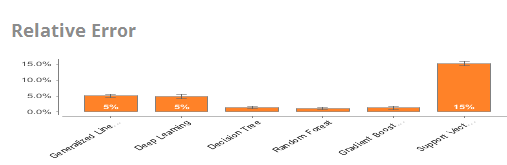 Relative Error
15.0%
10.0%
5.0%
0.0%
5%
5%
15%
Generalized Line...
Deep Learning
Decision Tree
Random Forest
Gradient Boost...
Support Vect...